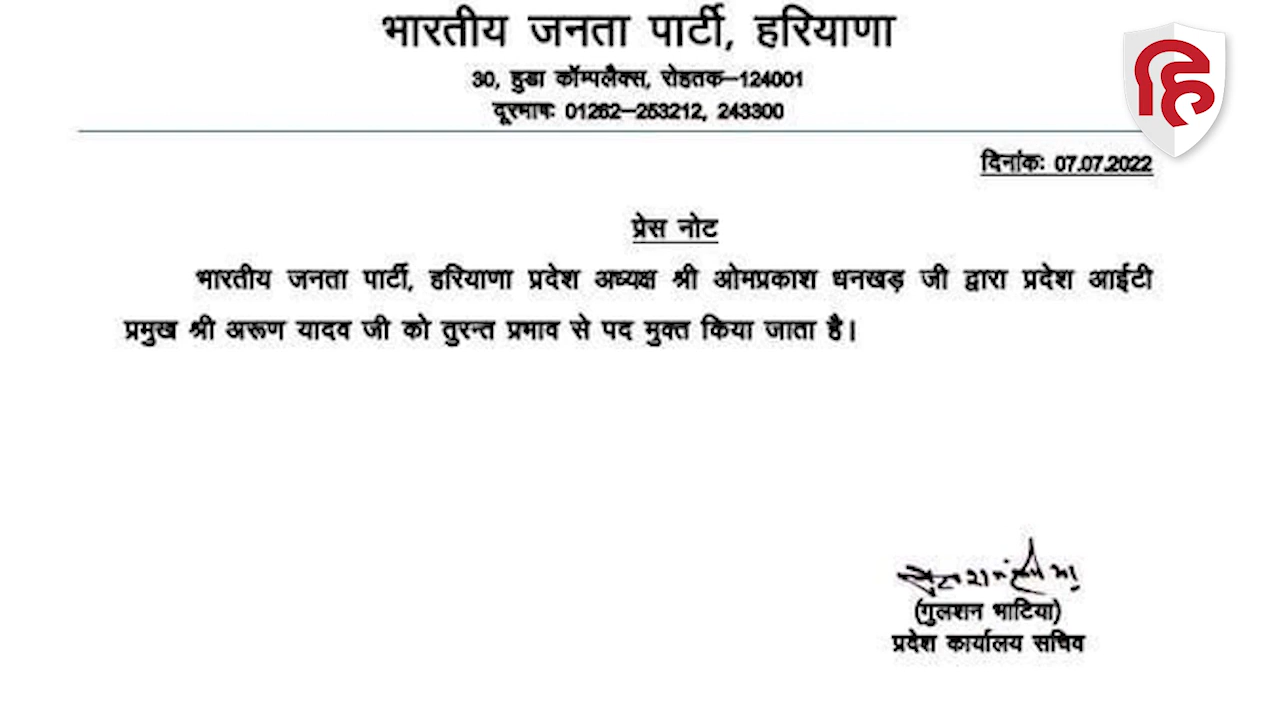 भारतीय जनता पार्टी, हरियाणा
30, हुडा कॉम्पलैक्स, रोहतक–124001
दूरभाषः 01262–253212, 243300
दिनांकः 07.07.2022
प्रेस नोट
भारतीय जनता पार्टी, हरियाणा प्रदेश अध्यक्ष श्री ओमप्रकाश धनखड़ जी द्वारा प्रदेश आईटी
प्रमुख श्री अरूण यादव जी को तुरन्त प्रभाव से पद मुक्त किया जाता है।
गुलशन भाटिया
(गुलशन भाटिया)
प्रदेश कार्यालय सचिव
हि